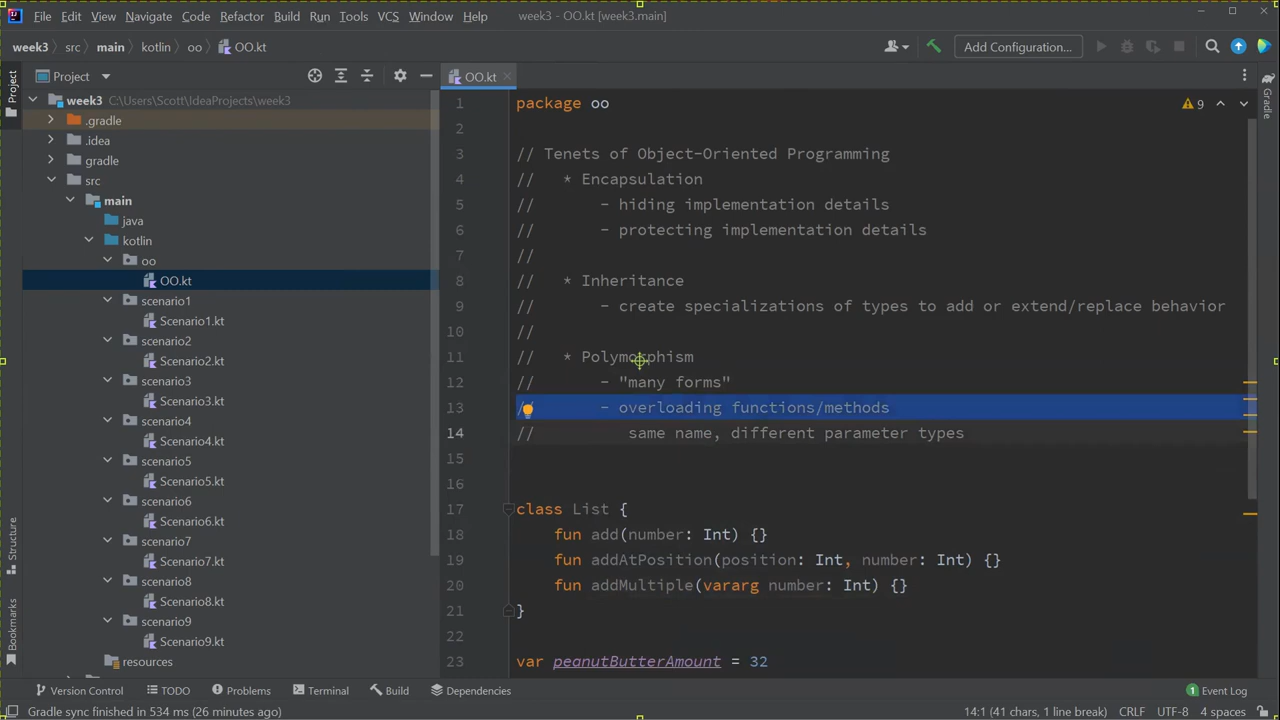 File Edit View Navigate Code Refactor Build Run Tools VCS Window Help week3 - OO.kt [week3.main]
week3 src main kotlin oo OO.kt Add Configuration...
Project
OO.kt
Project
Gradle
Structure
Bookmarks
week3 C:\Users\Scott\IdeaProjects\week3
.gradle
.idea
gradle
src
main
java
kotlin
oo
OO.kt
scenario1
Scenario1.kt
scenario2
Scenario2.kt
scenario3
Scenario3.kt
scenario4
Scenario4.kt
scenario5
Scenario5.kt
scenario6
Scenario6.kt
scenario7
Scenario7.kt
scenario8
Scenario8.kt
scenario9
Scenario9.kt
resources
9
1 package oo
2
3 // Tenets of Object-Oriented Programming
4 // * Encapsulation
5 // - hiding implementation details
6 // - protecting implementation details
7 //
8 // * Inheritance
9 // - create specializations of types to add or extend/replace behavior
10 //
11 // * Polymorphism
12 // - "many forms"
13 / - overloading functions/methods
14 // same name, different parameter types
15
16
17 class List {
18 fun add(number: Int) {}
19 fun addAtPosition(position: Int, number: Int) {}
20 fun addMultiple(vararg number: Int) {}
21 }
22
23 var peanutButterAmount = 32
Version Control TODO Problems Terminal Build Dependencies 1 Event Log
Gradle sync finished in 534 ms (26 minutes ago) 14:1 (41 chars, 1 line break) CRLF UTF-8 4 spaces